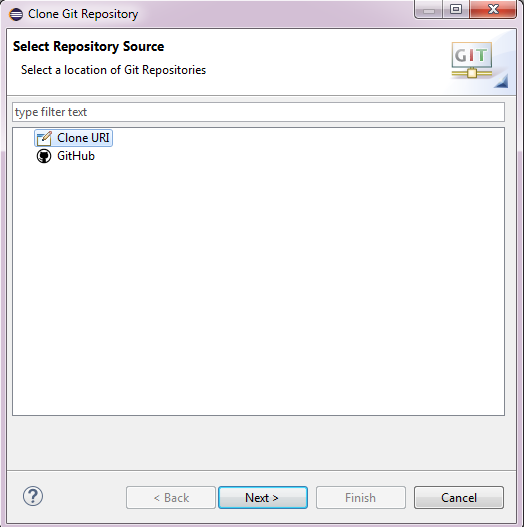 Clone Git Repository
Select Repository Source
Select a location of Git Repositories
GIT
type filter text
Clone URI
GitHub
?
< Back
Next >
Finish
Cancel